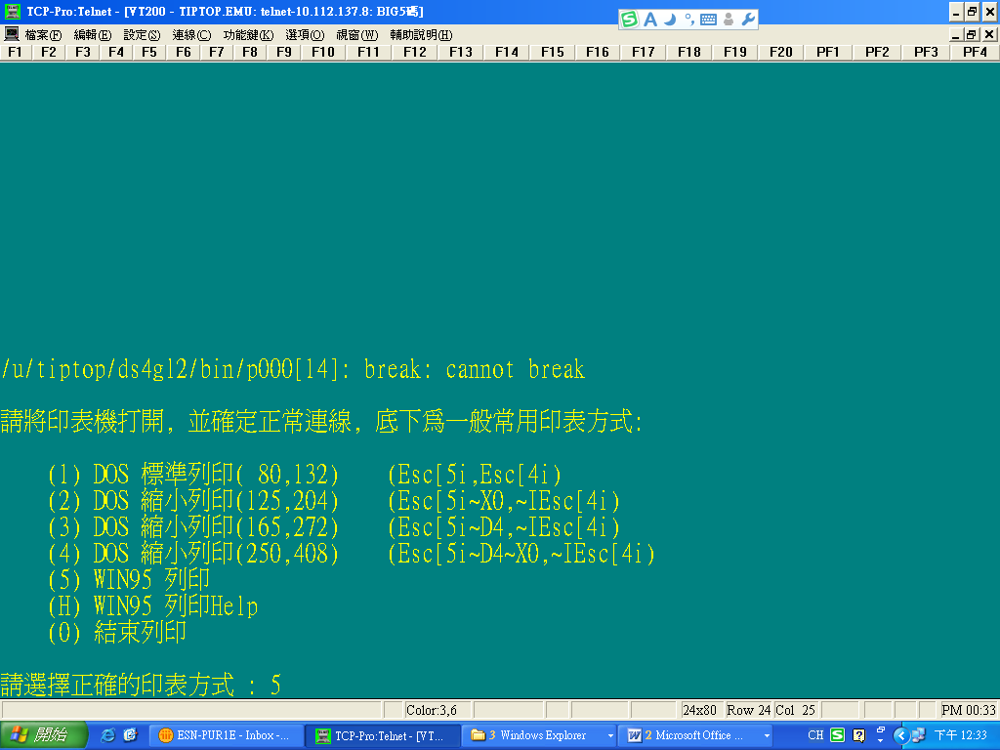 TCP-Pro:Telnet - [VT200 - TIPTOP.EMU: telnet-10.112.137.8: BIG5碼]
檔案(F) 編輯(E) 設定(S) 連線(C) 功能鍵(K) 選項(O) 視窗(W) 輔助說明(H)
F1 F2 F3 F4 F5 F6 F7 F8 F9 F10 F11 F12 F13 F14 F15 F16 F17 F18 F19 F20 PF1 PF2 PF3 PF4
/u/tiptop/ds4gl2/bin/p000[14]: break: cannot break
請將印表機打開, 並確定正常連線, 底下為一般常用印表方式:
(1) DOS 標準列印( 80,132) (Esc[5i,Esc[4i)
(2) DOS 縮小列印(125,204) (Esc[5i~X0,~IEsc[4i)
(3) DOS 縮小列印(165,272) (Esc[5i~D4,~IEsc[4i)
(4) DOS 縮小列印(250,408) (Esc[5i~D4~X0,~IEsc[4i)
(5) WIN95 列印
(H) WIN95 列印Help
(0) 結束列印
請選擇正確的印表方式 : 5
Color:3,6 24x80 Row 24 Col 25 PM 00:33
開始 ESN-PUR1E - Inbox -... TCP-Pro:Telnet - [VT... 3 Windows Explorer 2 Microsoft Office ... CH 下午 12:33